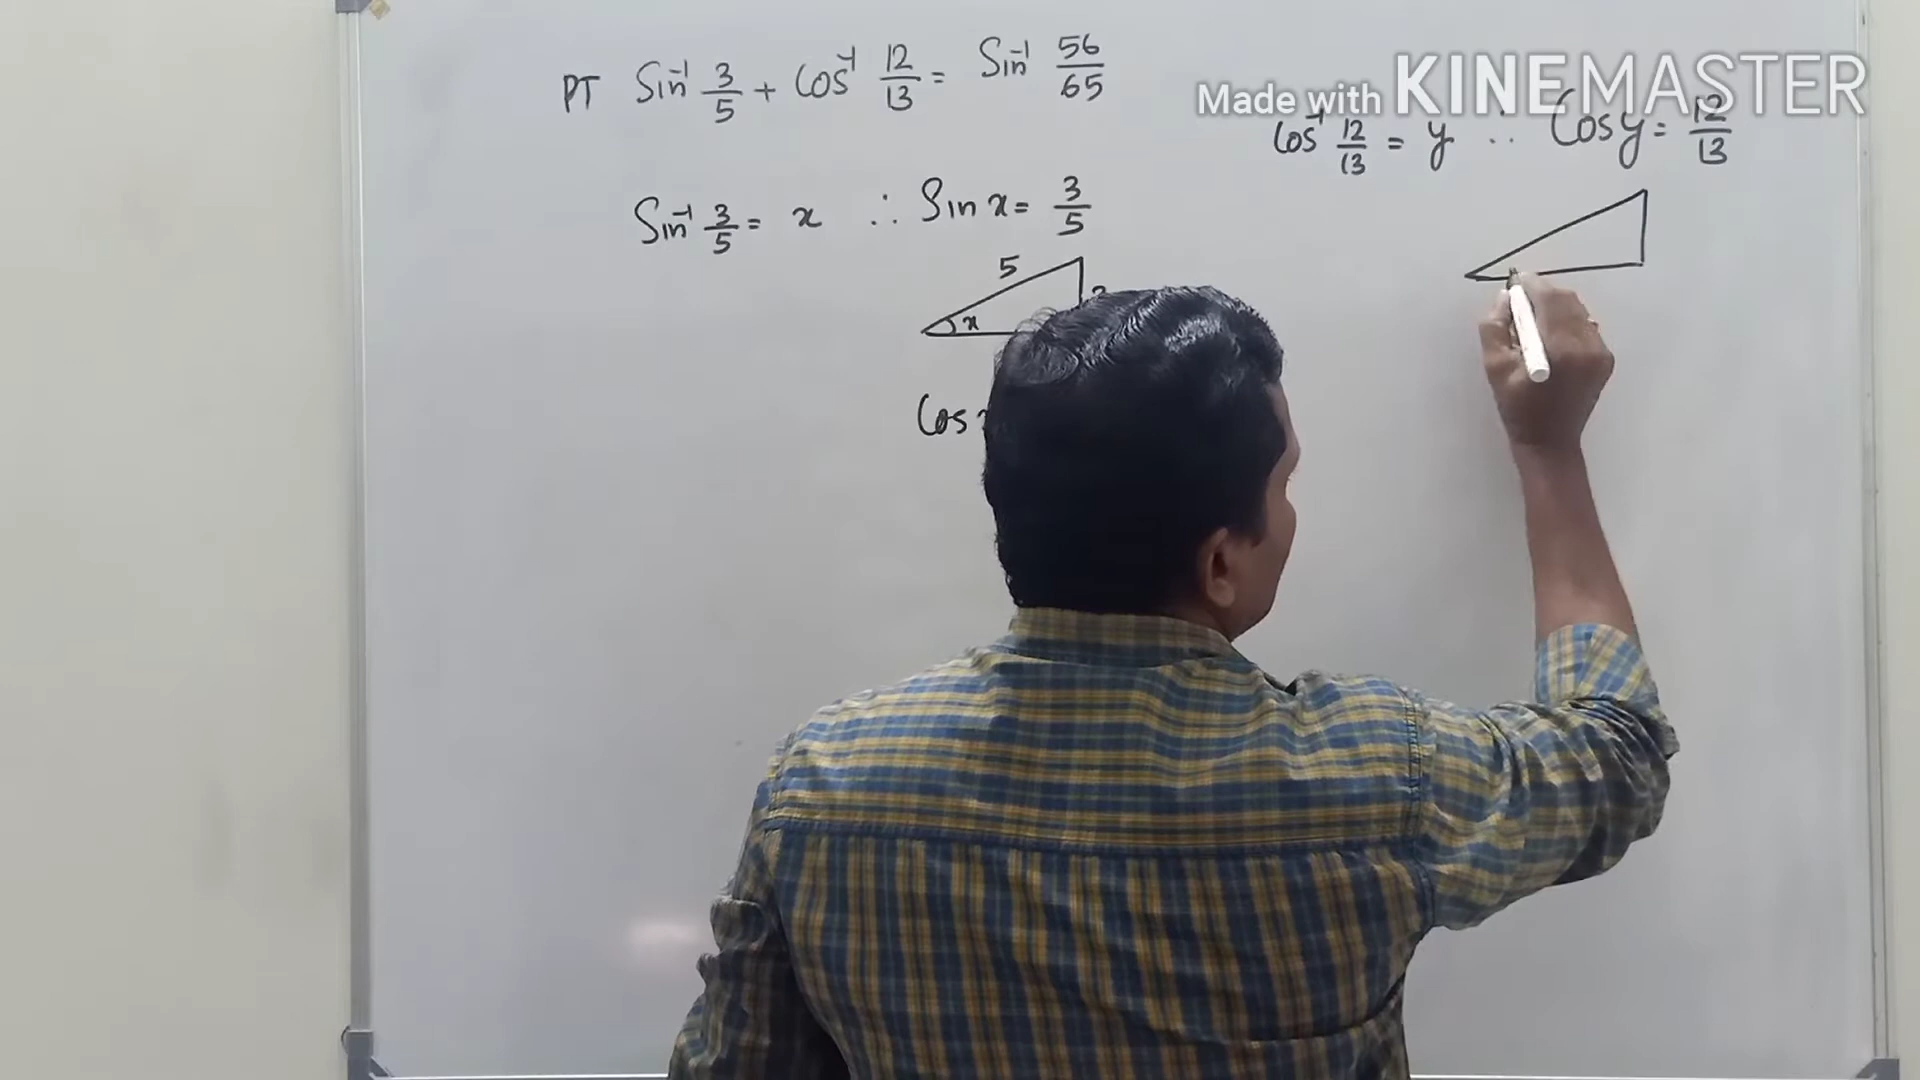 PT Sin⁻¹ 3/5 + Cos⁻¹ 12/13 = Sin⁻¹ 56/65
Made with KINEMASTER
Cos⁻¹ 12/13 = y ∴ Cos y = 12/13
Sin⁻¹ 3/5 = x ∴ Sin x = 3/5
5
x
Cos